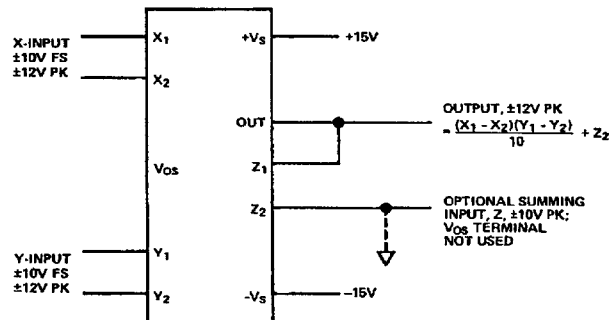 X-INPUT
±10V FS
±12V PK
X1
X2
VOS
Y-INPUT
±10V FS
±12V PK
Y1
Y2
+VS
+15V
OUT
Z1
OUTPUT, ±12V PK
= (X1 - X2)(Y1 - Y2)
10
+ Z2
Z2
OPTIONAL SUMMING
INPUT, Z, ±10V PK;
VOS TERMINAL
NOT USED
-VS
-15V